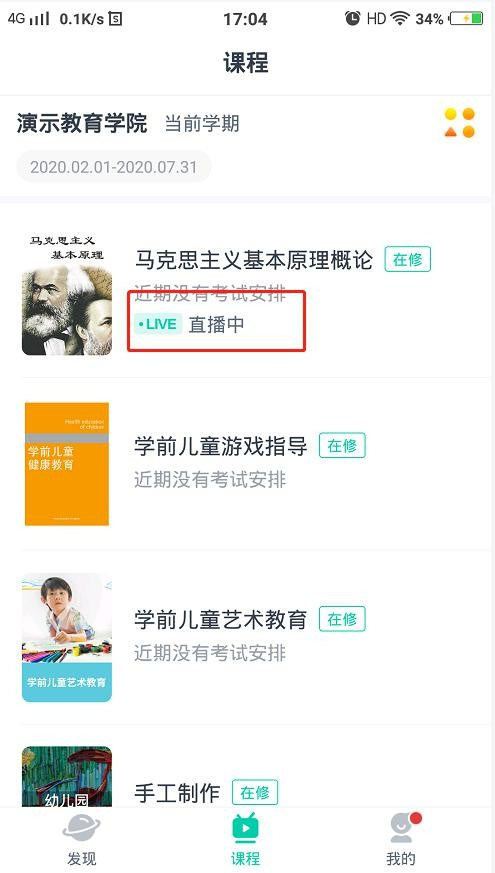 4G 0.1K/s 17:04 HD 34%
课程
演示教育学院 当前学期
2020.02.01-2020.07.31
马克思主义
基本原理
马克思主义基本原理概论 在修
近期没有考试安排
LIVE 直播中
Health education
of children
学前儿童
健康教育
学前儿童游戏指导 在修
近期没有考试安排
学前儿童艺术教育 在修
近期没有考试安排
学前儿童艺术教育
幼儿园
手工制作 在修
发现 课程 我的